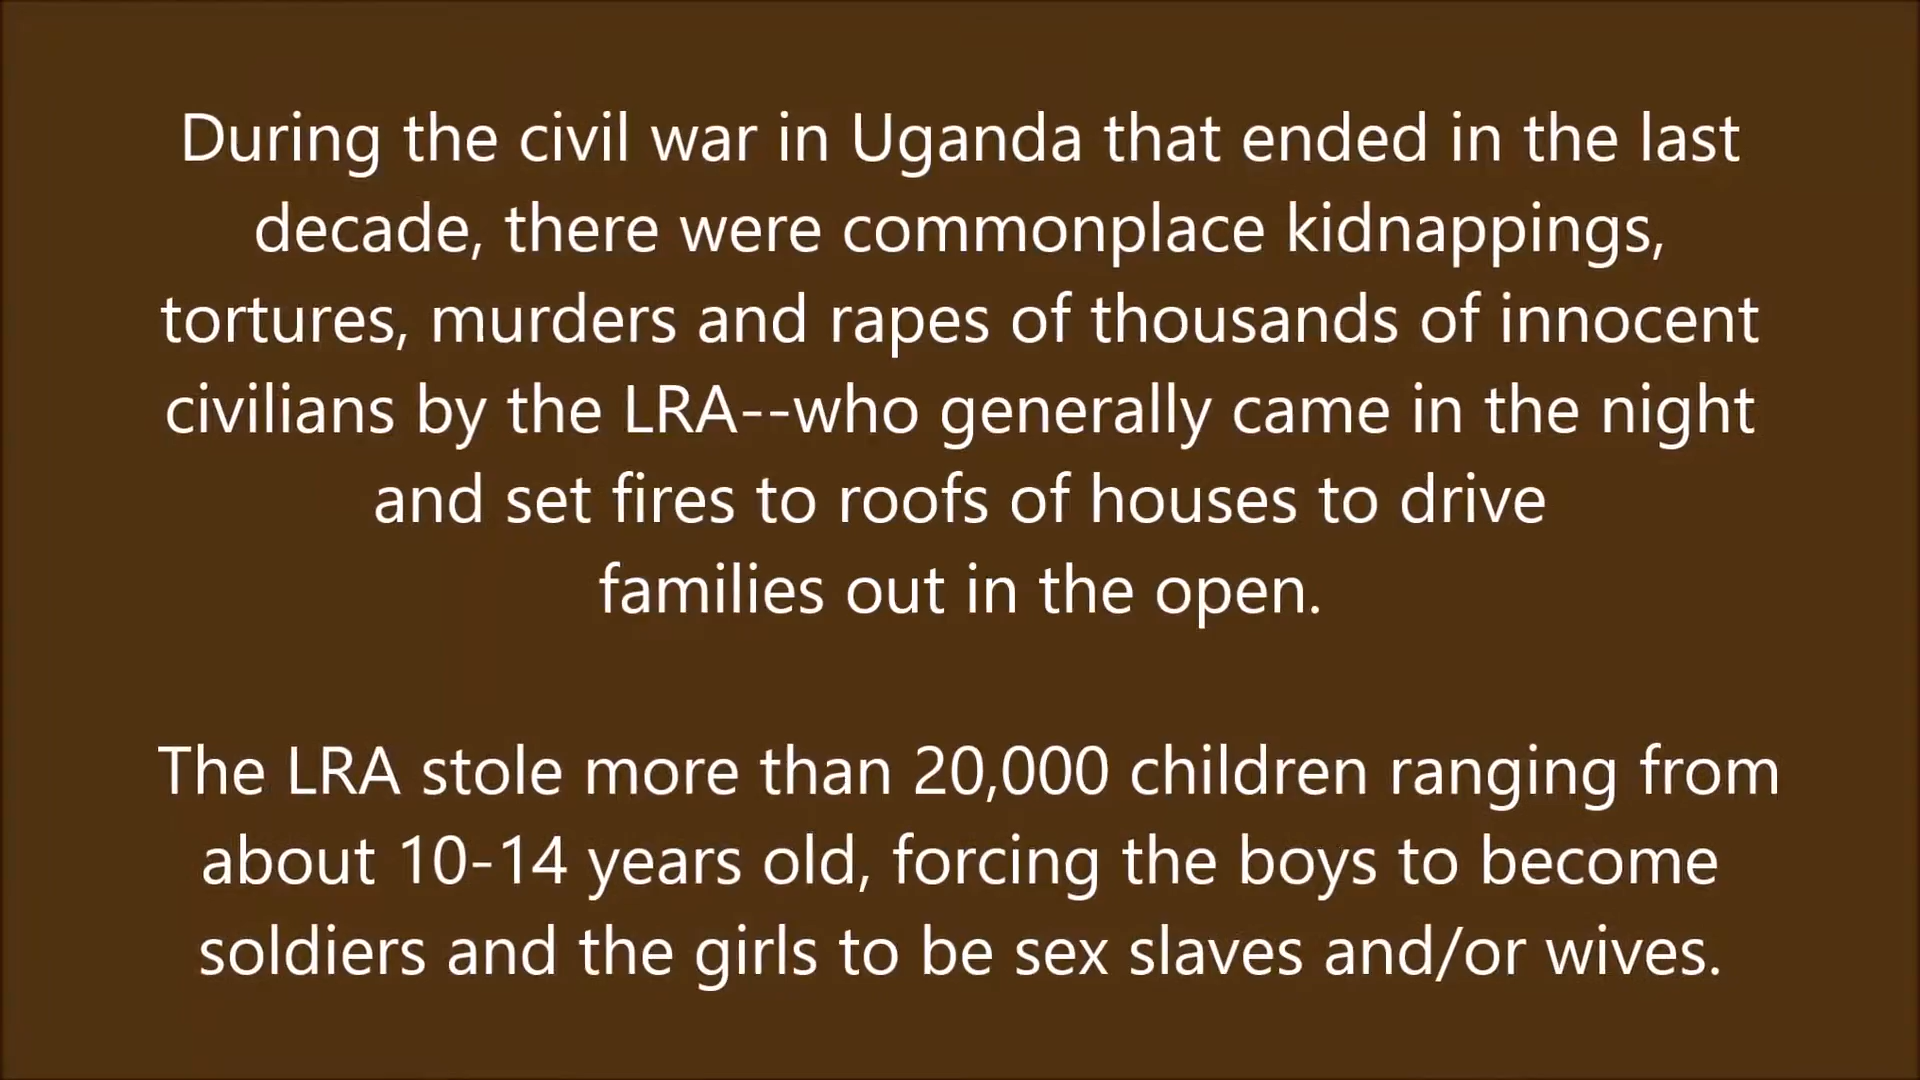 During the civil war in Uganda that ended in the last
decade, there were commonplace kidnappings,
tortures, murders and rapes of thousands of innocent
civilians by the LRA--who generally came in the night
and set fires to roofs of houses to drive
families out in the open.
The LRA stole more than 20,000 children ranging from
about 10-14 years old, forcing the boys to become
soldiers and the girls to be sex slaves and/or wives.